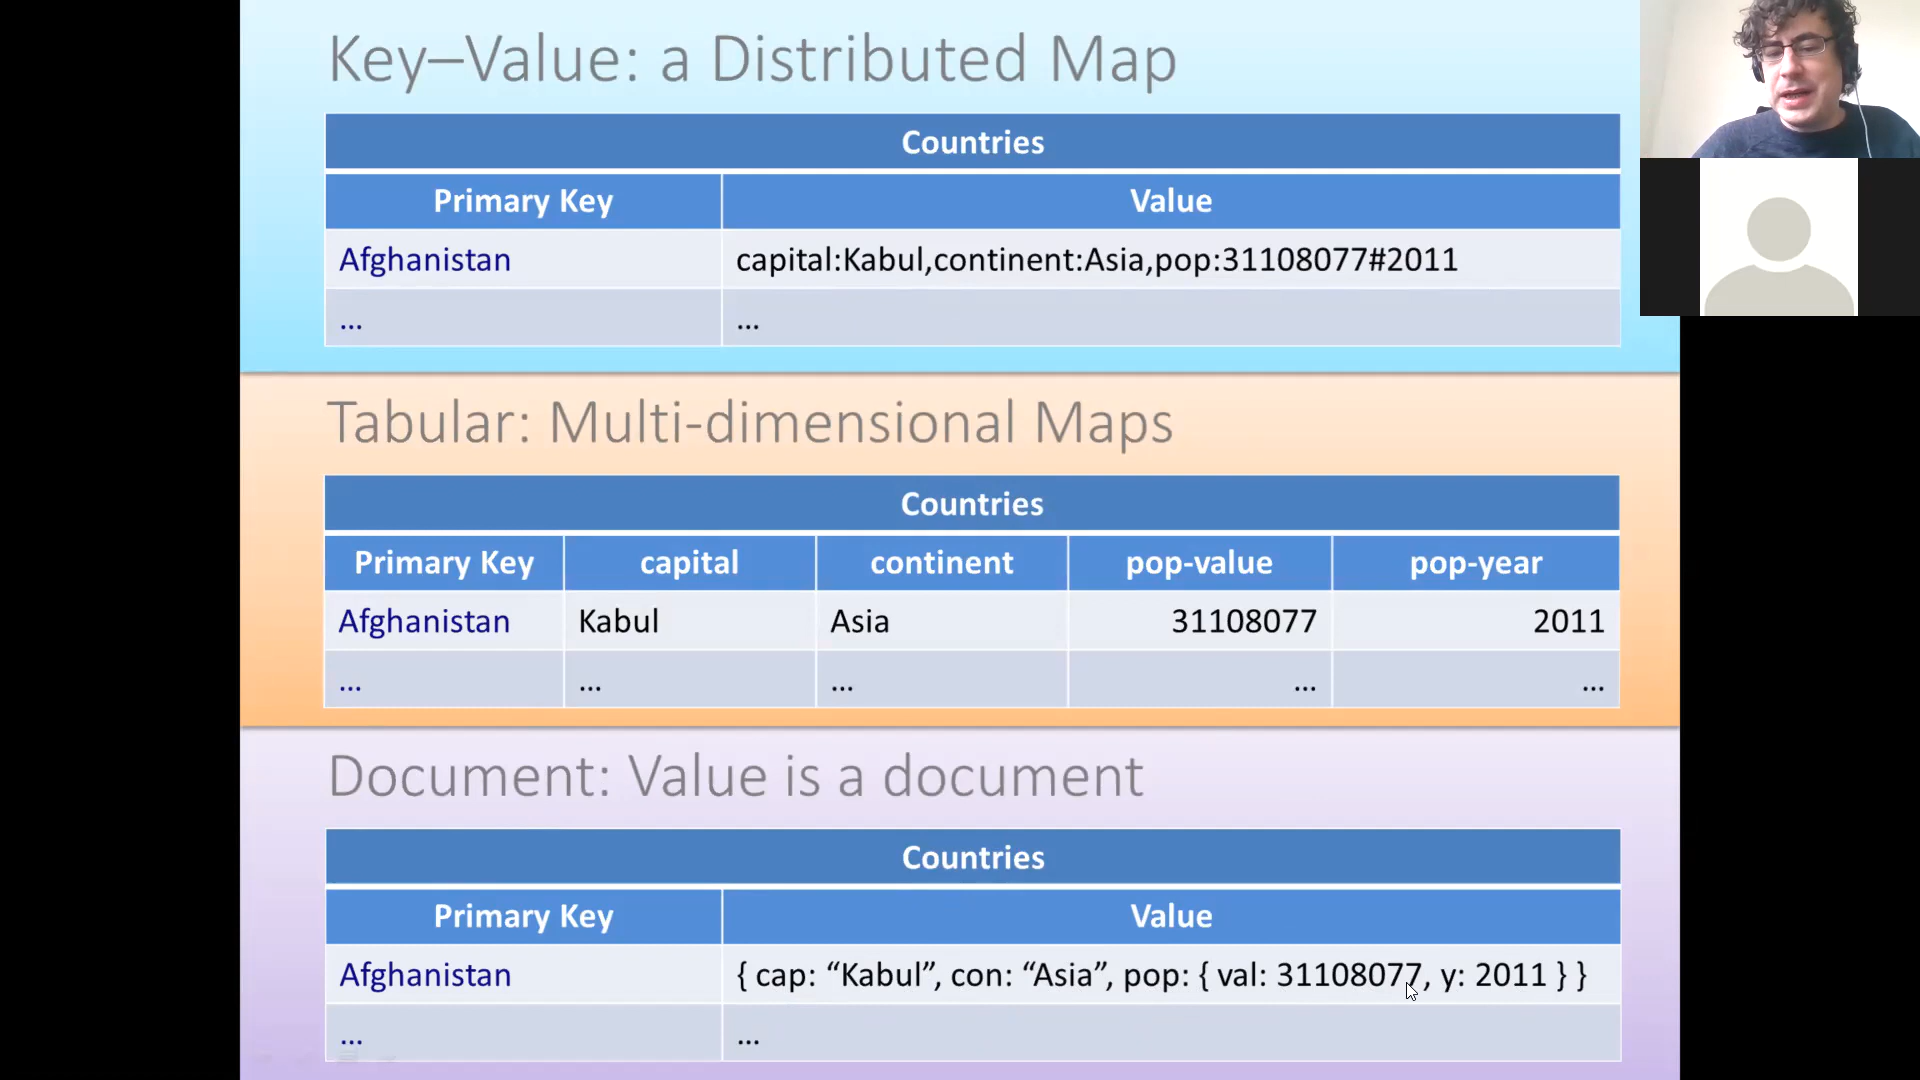 Key–Value: a Distributed Map
Countries
Primary Key Value
Afghanistan capital:Kabul,continent:Asia,pop:31108077#2011
... ...
Tabular: Multi-dimensional Maps
Countries
Primary Key capital continent pop-value pop-year
Afghanistan Kabul Asia 31108077 2011
... ... ... ... ...
Document: Value is a document
Countries
Primary Key Value
Afghanistan { cap: “Kabul”, con: “Asia”, pop: { val: 31108077, y: 2011 } }
... ...